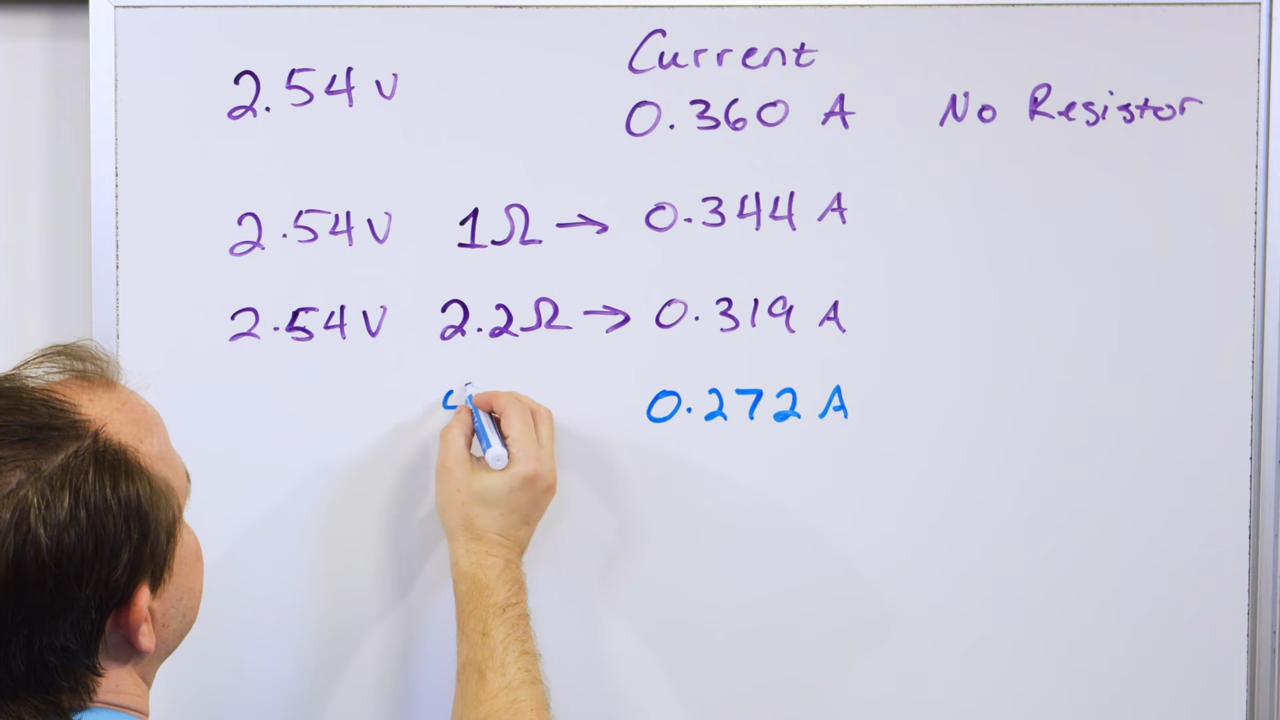 Current
2.54 v 0.360 A No Resistor
2.54 v 1Ω → 0.344 A
2.54 v 2.2Ω → 0.319 A
0.272 A